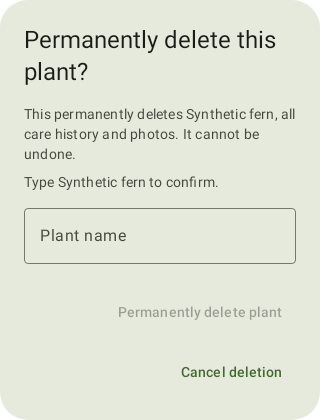 Permanently delete this
plant?
This permanently deletes Synthetic fern, all
care history and photos. It cannot be
undone.
Type Synthetic fern to confirm.
Plant name
Permanently delete plant
Cancel deletion